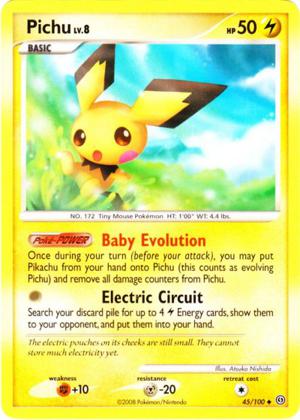 Pichu LV.8
HP 50
BASIC
NO. 172 Tiny Mouse Pokémon HT: 1'00" WT: 4.4 lbs.
Poké-POWER Baby Evolution
Once during your turn (before your attack), you may put
Pikachu from your hand onto Pichu (this counts as evolving
Pichu) and remove all damage counters from Pichu.
Electric Circuit
Search your discard pile for up to 4 Energy cards, show them
to your opponent, and put them into your hand.
The electric pouches on its cheeks are still small. They cannot
store much electricity yet.
Illus. Atsuko Nishida
weakness
resistance
retreat cost
+10
-20
©2008 Pokémon/Nintendo
45/100